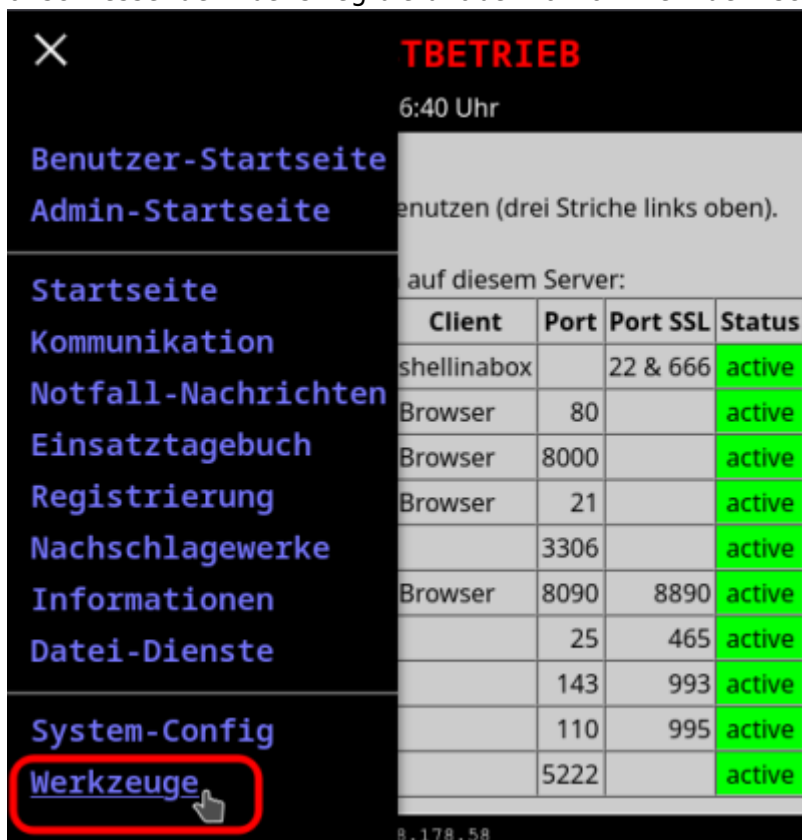 TBETRIEB
6:40 Uhr
Benutzer-Startseite
Admin-Startseite
Startseite
Kommunikation
Notfall-Nachrichten
Einsatztagebuch
Registrierung
Nachschlagewerke
Informationen
Datei-Dienste
System-Config
Werkzeuge
enutzen (drei Striche links oben).
auf diesem Server:
Client Port Port SSL Status
shellinabox 22 & 666 active
Browser 80 active
Browser 8000 active
Browser 21 active
3306 active
Browser 8090 8890 active
25 465 active
143 993 active
110 995 active
5222 active
8.178.58